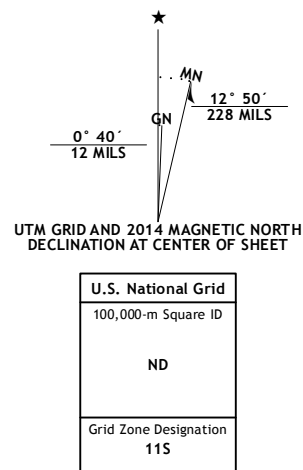 ★
MN
GN
12° 50´
228 MILS
0° 40´
12 MILS
UTM GRID AND 2014 MAGNETIC NORTH
DECLINATION AT CENTER OF SHEET
U.S. National Grid
100,000-m Square ID
ND
Grid Zone Designation
11S